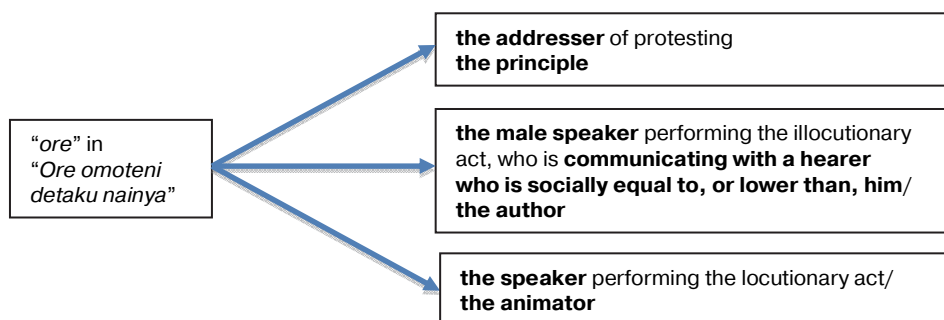 "ore" in
"Ore omoteni
detaku nainya"
the addresser of protesting
the principle
the male speaker performing the illocutionary
act, who is communicating with a hearer
who is socially equal to, or lower than, him/
the author
the speaker performing the locutionary act/
the animator